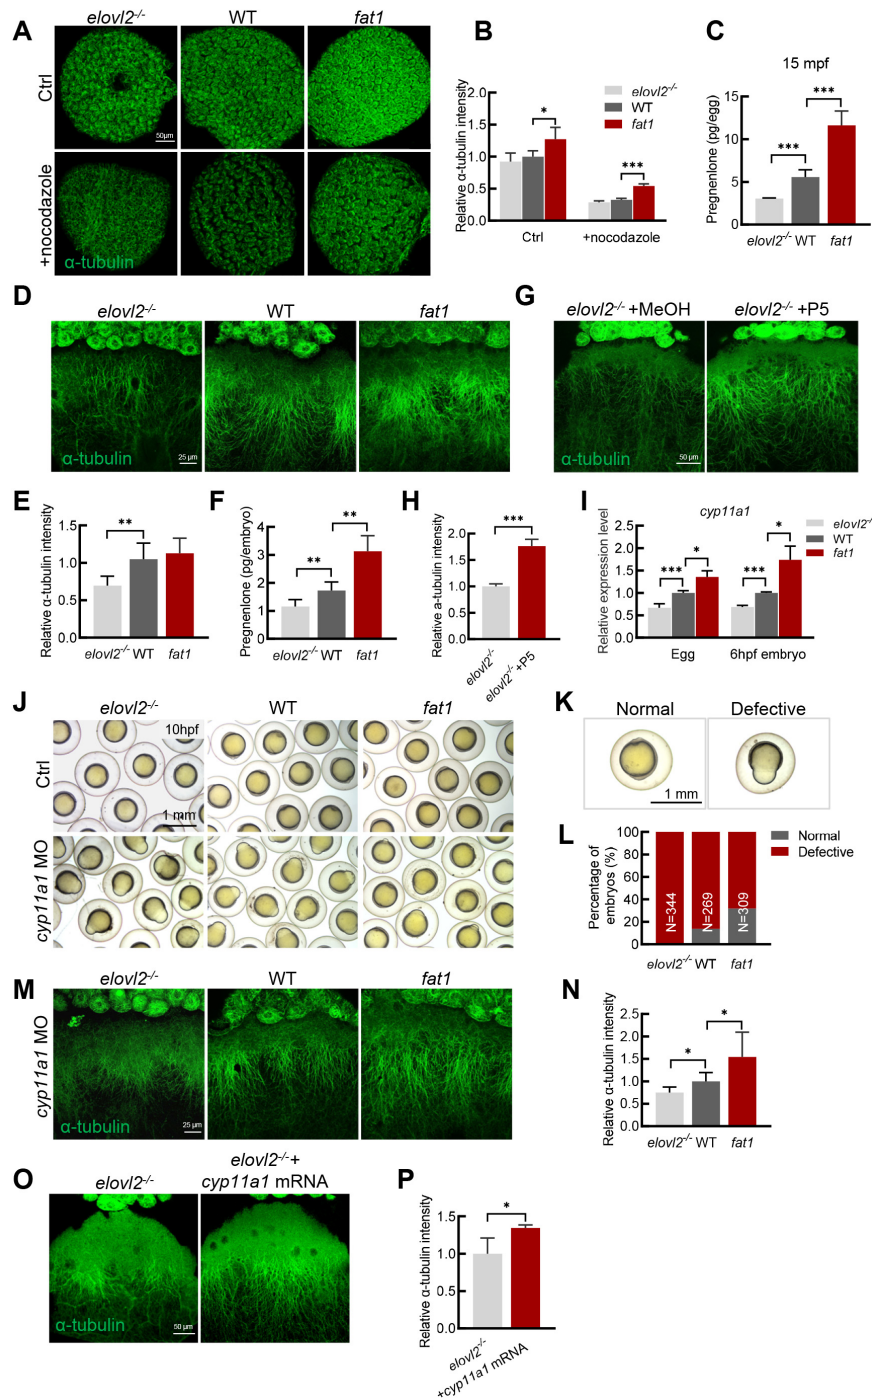 A
elovl2-/-
WT
fat1
Ctrl
50μm
+nocodazole
α-tubulin
B
Relative α-tubulin intensity
2.0
1.5
1.0
0.5
0.0
*
***
elovl2-/-
WT
fat1
Ctrl
+nocodazole
C
15 mpf
Pregnenlone (pg/egg)
15
10
5
0
***
***
elovl2-/- WT fat1
D
elovl2-/-
WT
fat1
α-tubulin
25 μm
G
elovl2-/- +MeOH
elovl2-/- +P5
α-tubulin
50 μm
E
Relative α-tubulin intensity
1.5
1.0
0.5
0.0
**
elovl2-/- WT fat1
F
Pregnenlone (pg/embryo)
4
3
2
1
0
**
**
elovl2-/- WT fat1
H
Relative a-tubulin intensity
2.0
1.5
1.0
0.5
0.0
***
elovl2-/-
elovl2-/-+P5
I
cyp11a1
Relative expression level
2.5
2.0
1.5
1.0
0.5
0.0
***
*
***
*
elovl2-/-
WT
fat1
Egg
6hpf embryo
J
elovl2-/-
WT
fat1
Ctrl
10hpf
1 mm
cyp11a1 MO
K
Normal
Defective
1 mm
L
Percentage of
embryos (%)
100
80
60
40
20
0
N=344
N=269
N=309
Normal
Defective
elovl2-/- WT fat1
M
elovl2-/-
WT
fat1
cyp11a1 MO
α-tubulin
25 μm
N
Relative α-tubulin intensity
2.5
2.0
1.5
1.0
0.5
0.0
*
*
elovl2-/- WT fat1
O
elovl2-/-
elovl2-/-+
cyp11a1 mRNA
α-tubulin
50 μm
P
Relative α-tubulin intensity
1.5
1.0
0.5
0.0
*
elovl2-/-
+cyp11a1 mRNA